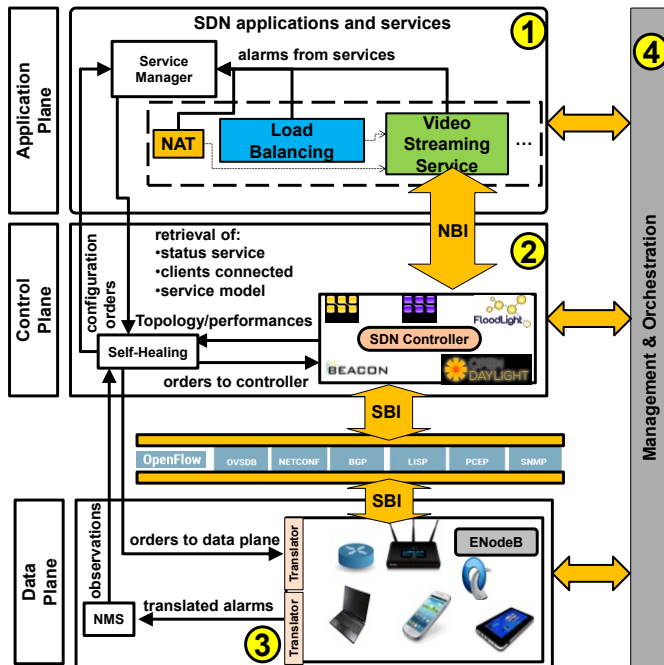 SDN applications and services
1
4
Service
Manager
alarms from services
NAT
Load
Balancing
Video
Streaming
Service
...
Application
Plane
NBI
2
retrieval of:
•status service
•clients connected
•service model
configuration
orders
Topology/performances
FloodLight
SDN Controller
Self-Healing
orders to controller
BEACON
OPEN
DAYLIGHT
Control
Plane
Management & Orchestration
SBI
OpenFlow
OVSDB
NETCONF
BGP
LISP
PCEP
SNMP
SBI
observations
orders to data plane
Translator
ENodeB
Data
Plane
NMS
translated alarms
Translator
3